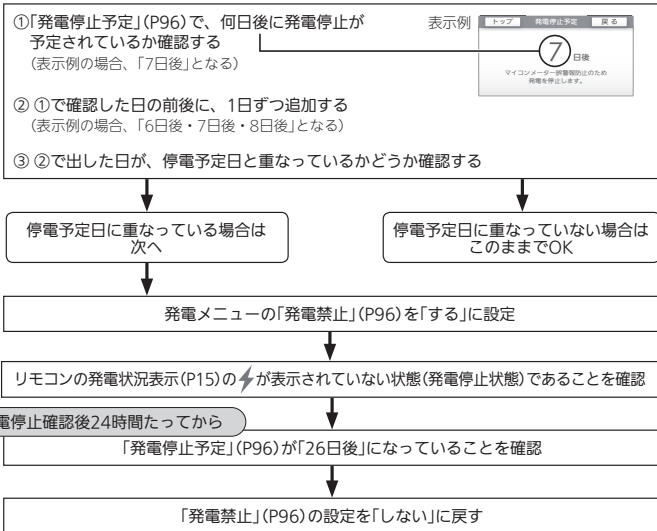 ①「発電停止予定」(P96)で、何日後に発電停止が
予定されているか確認する
(表示例の場合、「7日後」となる)
表示例
トップ 発電停止予定 戻る
7日後
マイコンメーター誤警報防止のため
発電を停止します。
② ①で確認した日の前後に、1日ずつ追加する
(表示例の場合、「6日後・7日後・8日後」となる)
③ ②で出した日が、停電予定日と重なっているかどうか確認する
停電予定日に重なっている場合は
次へ
停電予定日に重なっていない場合は
このままでOK
発電メニューの「発電禁止」(P96)を「する」に設定
リモコンの発電状況表示(P15)の が表示されていない状態(発電停止状態)であることを確認
電停止確認後24時間たってから
「発電停止予定」(P96)が「26日後」になっていることを確認
「発電禁止」(P96)の設定を「しない」に戻す